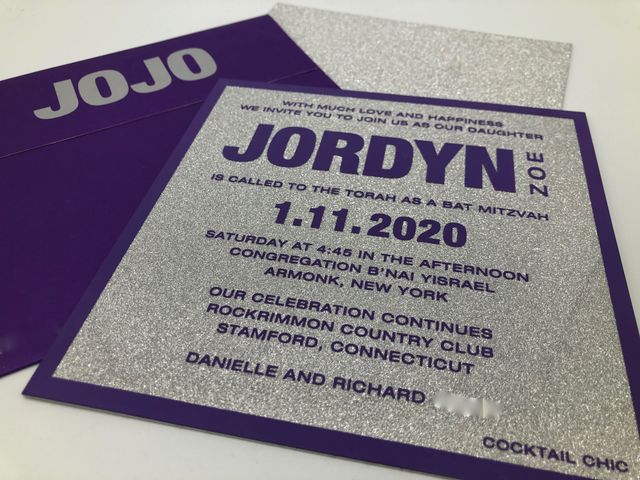 JOJO
WITH MUCH LOVE AND HAPPINESS
WE INVITE YOU TO JOIN US AS OUR DAUGHTER
JORDYN ZOE
IS CALLED TO THE TORAH AS A BAT MITZVAH
1.11.2020
SATURDAY AT 4:45 IN THE AFTERNOON
CONGREGATION B'NAI YISRAEL
ARMONK, NEW YORK
OUR CELEBRATION CONTINUES
ROCKRIMMON COUNTRY CLUB
STAMFORD, CONNECTICUT
DANIELLE AND RICHARD
COCKTAIL CHIC